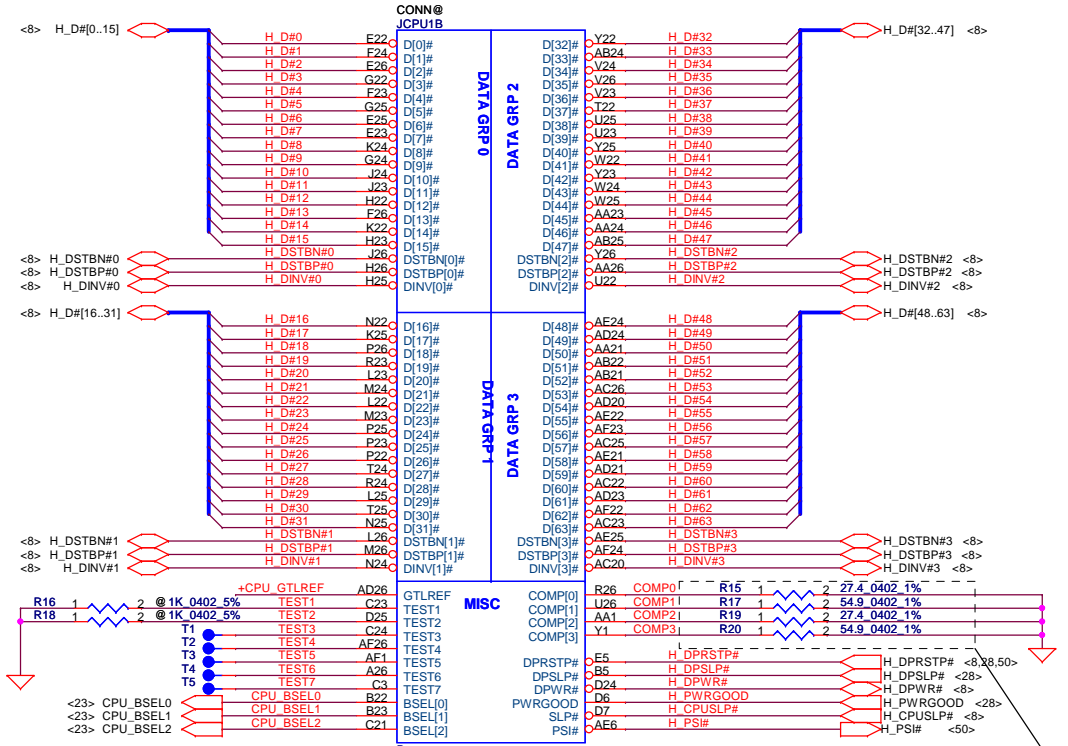 CONN@
JCPU1B
<8> H_D#[0..15]
H_D#0 E22 D[0]#
H_D#1 F24 D[1]#
H_D#2 E26 D[2]#
H_D#3 G22 D[3]#
H_D#4 F23 D[4]#
H_D#5 G25 D[5]#
H_D#6 E25 D[6]#
H_D#7 E23 D[7]#
H_D#8 K24 D[8]#
H_D#9 G24 D[9]#
H_D#10 J24 D[10]#
H_D#11 J23 D[11]#
H_D#12 H22 D[12]#
H_D#13 F26 D[13]#
H_D#14 K22 D[14]#
H_D#15 H23 D[15]#
<8> H_DSTBN#0 H_DSTBN#0 J26 DSTBN[0]#
<8> H_DSTBP#0 H_DSTBP#0 H26 DSTBP[0]#
<8> H_DINV#0 H_DINV#0 H25 DINV[0]#
DATA GRP 0
DATA GRP 2
H_D#[32..47] <8>
D[32]# Y22 H_D#32
D[33]# AB24 H_D#33
D[34]# V24 H_D#34
D[35]# V26 H_D#35
D[36]# V23 H_D#36
D[37]# T22 H_D#37
D[38]# U25 H_D#38
D[39]# U23 H_D#39
D[40]# Y25 H_D#40
D[41]# W22 H_D#41
D[42]# Y23 H_D#42
D[43]# W24 H_D#43
D[44]# W25 H_D#44
D[45]# AA23 H_D#45
D[46]# AA24 H_D#46
D[47]# AB25 H_D#47
DSTBN[2]# Y26 H_DSTBN#2 H_DSTBN#2 <8>
DSTBP[2]# AA26 H_DSTBP#2 H_DSTBP#2 <8>
DINV[2]# U22 H_DINV#2 H_DINV#2 <8>
<8> H_D#[16..31]
H_D#16 N22 D[16]#
H_D#17 K25 D[17]#
H_D#18 P26 D[18]#
H_D#19 R23 D[19]#
H_D#20 L23 D[20]#
H_D#21 M24 D[21]#
H_D#22 L22 D[22]#
H_D#23 M23 D[23]#
H_D#24 P25 D[24]#
H_D#25 P23 D[25]#
H_D#26 P22 D[26]#
H_D#27 T24 D[27]#
H_D#28 R24 D[28]#
H_D#29 L25 D[29]#
H_D#30 T25 D[30]#
H_D#31 N25 D[31]#
<8> H_DSTBN#1 H_DSTBN#1 L26 DSTBN[1]#
<8> H_DSTBP#1 H_DSTBP#1 M26 DSTBP[1]#
<8> H_DINV#1 H_DINV#1 N24 DINV[1]#
DATA GRP 1
DATA GRP 3
H_D#[48..63] <8>
D[48]# AE24 H_D#48
D[49]# AD24 H_D#49
D[50]# AA21 H_D#50
D[51]# AB22 H_D#51
D[52]# AB21 H_D#52
D[53]# AC26 H_D#53
D[54]# AD20 H_D#54
D[55]# AE22 H_D#55
D[56]# AF23 H_D#56
D[57]# AC25 H_D#57
D[58]# AE21 H_D#58
D[59]# AD21 H_D#59
D[60]# AC22 H_D#60
D[61]# AD23 H_D#61
D[62]# AF22 H_D#62
D[63]# AC23 H_D#63
DSTBN[3]# AE25 H_DSTBN#3 H_DSTBN#3 <8>
DSTBP[3]# AF24 H_DSTBP#3 H_DSTBP#3 <8>
DINV[3]# AC20 H_DINV#3 H_DINV#3 <8>
MISC
+CPU_GTLREF AD26 GTLREF
R16 1 2 @ 1K_0402_5% TEST1 C23 TEST1
R18 1 2 @ 1K_0402_5% TEST2 D25 TEST2
T1 TEST3 C24 TEST3
T2 TEST4 AF26 TEST4
T3 TEST5 AF1 TEST5
T4 TEST6 A26 TEST6
T5 TEST7 C3 TEST7
<23> CPU_BSEL0 CPU_BSEL0 B22 BSEL[0]
<23> CPU_BSEL1 CPU_BSEL1 B23 BSEL[1]
<23> CPU_BSEL2 CPU_BSEL2 C21 BSEL[2]
COMP[0] R26 COMP0 R15 1 2 27.4_0402_1%
COMP[1] U26 COMP1 R17 1 2 54.9_0402_1%
COMP[2] AA1 COMP2 R19 1 2 27.4_0402_1%
COMP[3] Y1 COMP3 R20 1 2 54.9_0402_1%
DPRSTP# E5 H_DPRSTP# H_DPRSTP# <8,28,50>
DPSLP# B5 H_DPSLP# H_DPSLP# <28>
DPWR# D24 H_DPWR# H_DPWR# <8>
PWRGOOD D6 H_PWRGOOD H_PWRGOOD <28>
SLP# D7 H_CPUSLP# H_CPUSLP# <8>
PSI# AE6 H_PSI# H_PSI# <50>